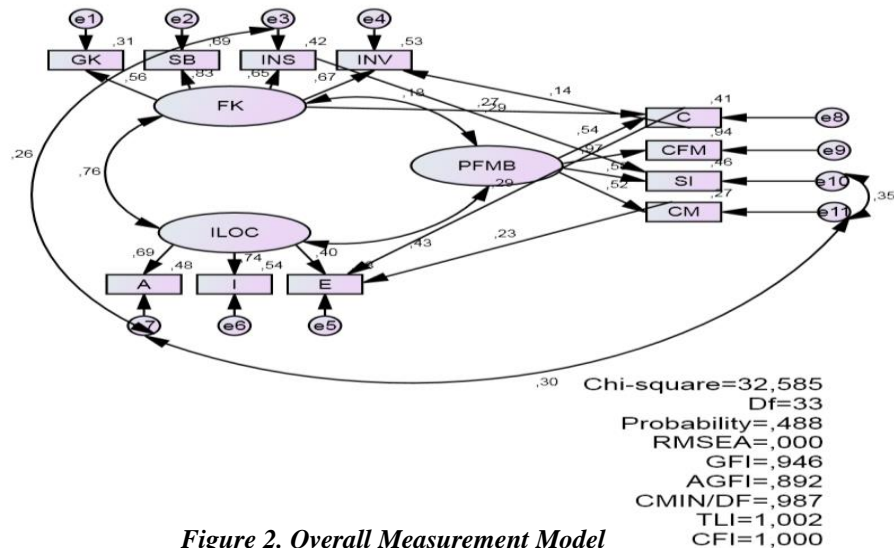 e1 e2 e3 e4
,31 ,69 ,42 ,53
GK SB INS INV
,56 ,83 ,65 ,67
FK
,18 ,27 ,29 ,14
,41
C e8
,54 ,94
CFM e9
PFMB ,97 ,46
SI e10
,52 ,27
CM e11
,35
,26
,76
,29
ILOC
,43 ,23
,69 ,74 ,40
,48 ,54
A I E
e7 e6 e5
,30
Chi-square=32,585
Df=33
Probability=,488
RMSEA=,000
GFI=,946
AGFI=,892
CMIN/DF=,987
TLI=1,002
CFI=1,000
Figure 2. Overall Measurement Model